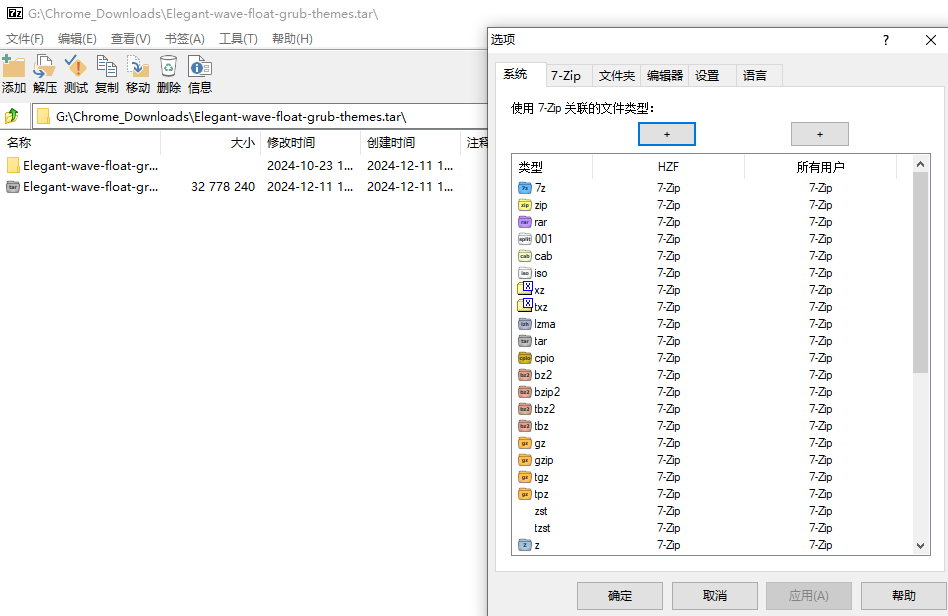 G:\Chrome_Downloads\Elegant-wave-float-grub-themes.tar\
文件(F) 编辑(E) 查看(V) 书签(A) 工具(T) 帮助(H)
添加 解压 测试 复制 移动 删除 信息
G:\Chrome_Downloads\Elegant-wave-float-grub-themes.tar\
名称 大小 修改时间 创建时间 注释
Elegant-wave-float-gr... 2024-10-23 1... 2024-12-11 1...
Elegant-wave-float-gr... 32 778 240 2024-12-11 1... 2024-12-11 1...
选项
系统 7-Zip 文件夹 编辑器 设置 语言
使用 7-Zip 关联的文件类型:
+ +
类型 HZF 所有用户
7z 7-Zip 7-Zip
zip 7-Zip 7-Zip
rar 7-Zip 7-Zip
001 7-Zip 7-Zip
cab 7-Zip 7-Zip
iso 7-Zip 7-Zip
xz 7-Zip 7-Zip
txz 7-Zip 7-Zip
lzma 7-Zip 7-Zip
tar 7-Zip 7-Zip
cpio 7-Zip 7-Zip
bz2 7-Zip 7-Zip
bzip2 7-Zip 7-Zip
tbz2 7-Zip 7-Zip
tbz 7-Zip 7-Zip
gz 7-Zip 7-Zip
gzip 7-Zip 7-Zip
tgz 7-Zip 7-Zip
tpz 7-Zip 7-Zip
zst 7-Zip 7-Zip
tzst 7-Zip 7-Zip
z 7-Zip 7-Zip
确定 取消 应用(A) 帮助